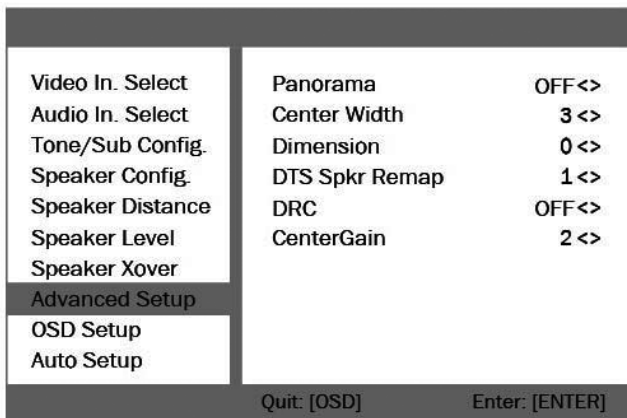 Video In. Select
Audio In. Select
Tone/Sub Config.
Speaker Config.
Speaker Distance
Speaker Level
Speaker Xover
Advanced Setup
OSD Setup
Auto Setup
Panorama OFF<>
Center Width 3<>
Dimension 0<>
DTS Spkr Remap 1<>
DRC OFF<>
CenterGain 2<>
Quit: [OSD] Enter: [ENTER]